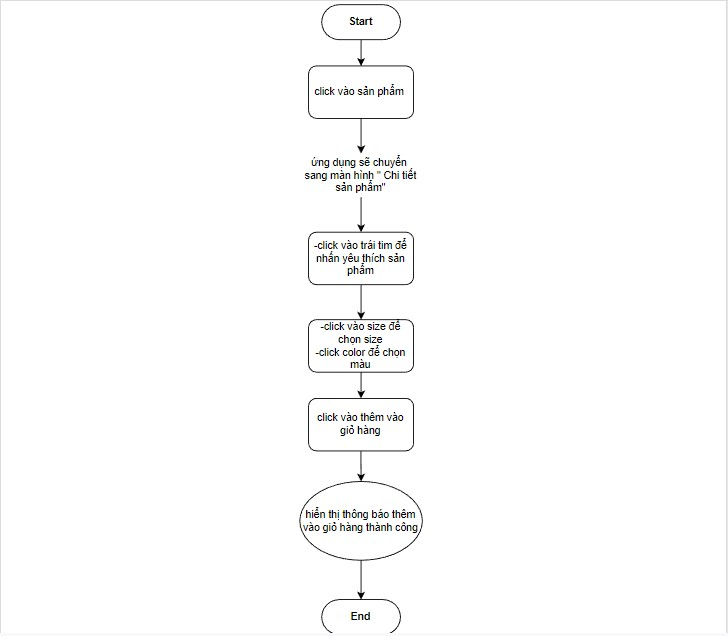 Start
click vào sản phẩm
ứng dụng sẽ chuyển
sang màn hình " Chi tiết
sản phẩm"
-click vào trái tim để
nhấn yêu thích sản
phẩm
-click vào size để
chọn size
-click color để chọn
màu
click vào thêm vào
giỏ hàng
hiển thị thông báo thêm
vào giỏ hàng thành công
End